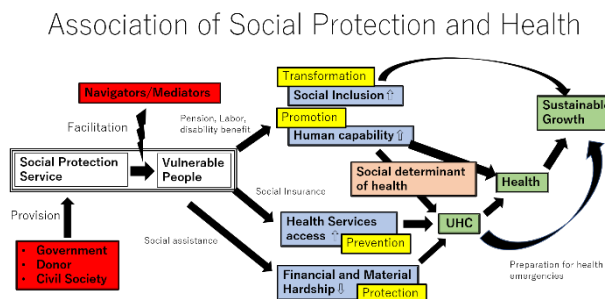 Association of Social Protection and Health
Transformation
Social Inclusion⇧
Navigators/Mediators
Sustainable
Growth
Promotion
Human capability⇧
Facilitation
Pension, Labor,
disability benefit
Social Protection
Service
Vulnerable
People
Social determinant
of health
Health
Social Insurance
Provision
Health Services
access ⇧
Prevention
UHC
Social assistance
• Government
• Donor
• Civil Society
Financial and Material
Hardship⇩
Protection
Preparation for health
emergencies